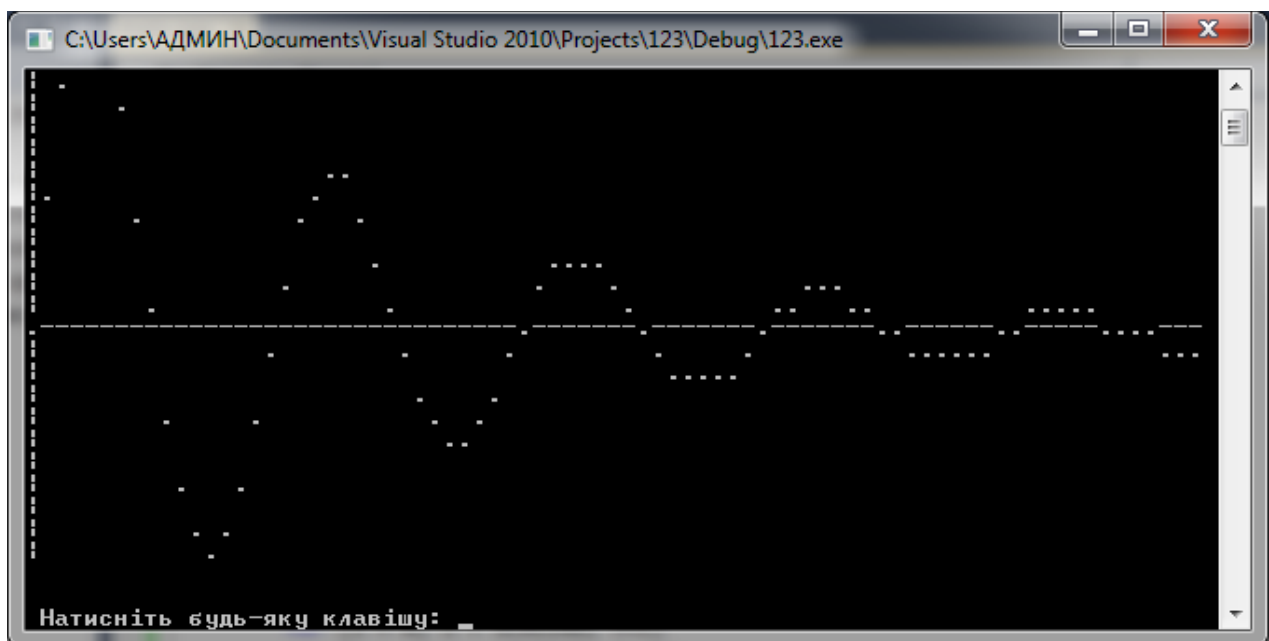 C:\Users\АДМИН\Documents\Visual Studio 2010\Projects\123\Debug\123.exe
Натисніть будь-яку клавішу: _